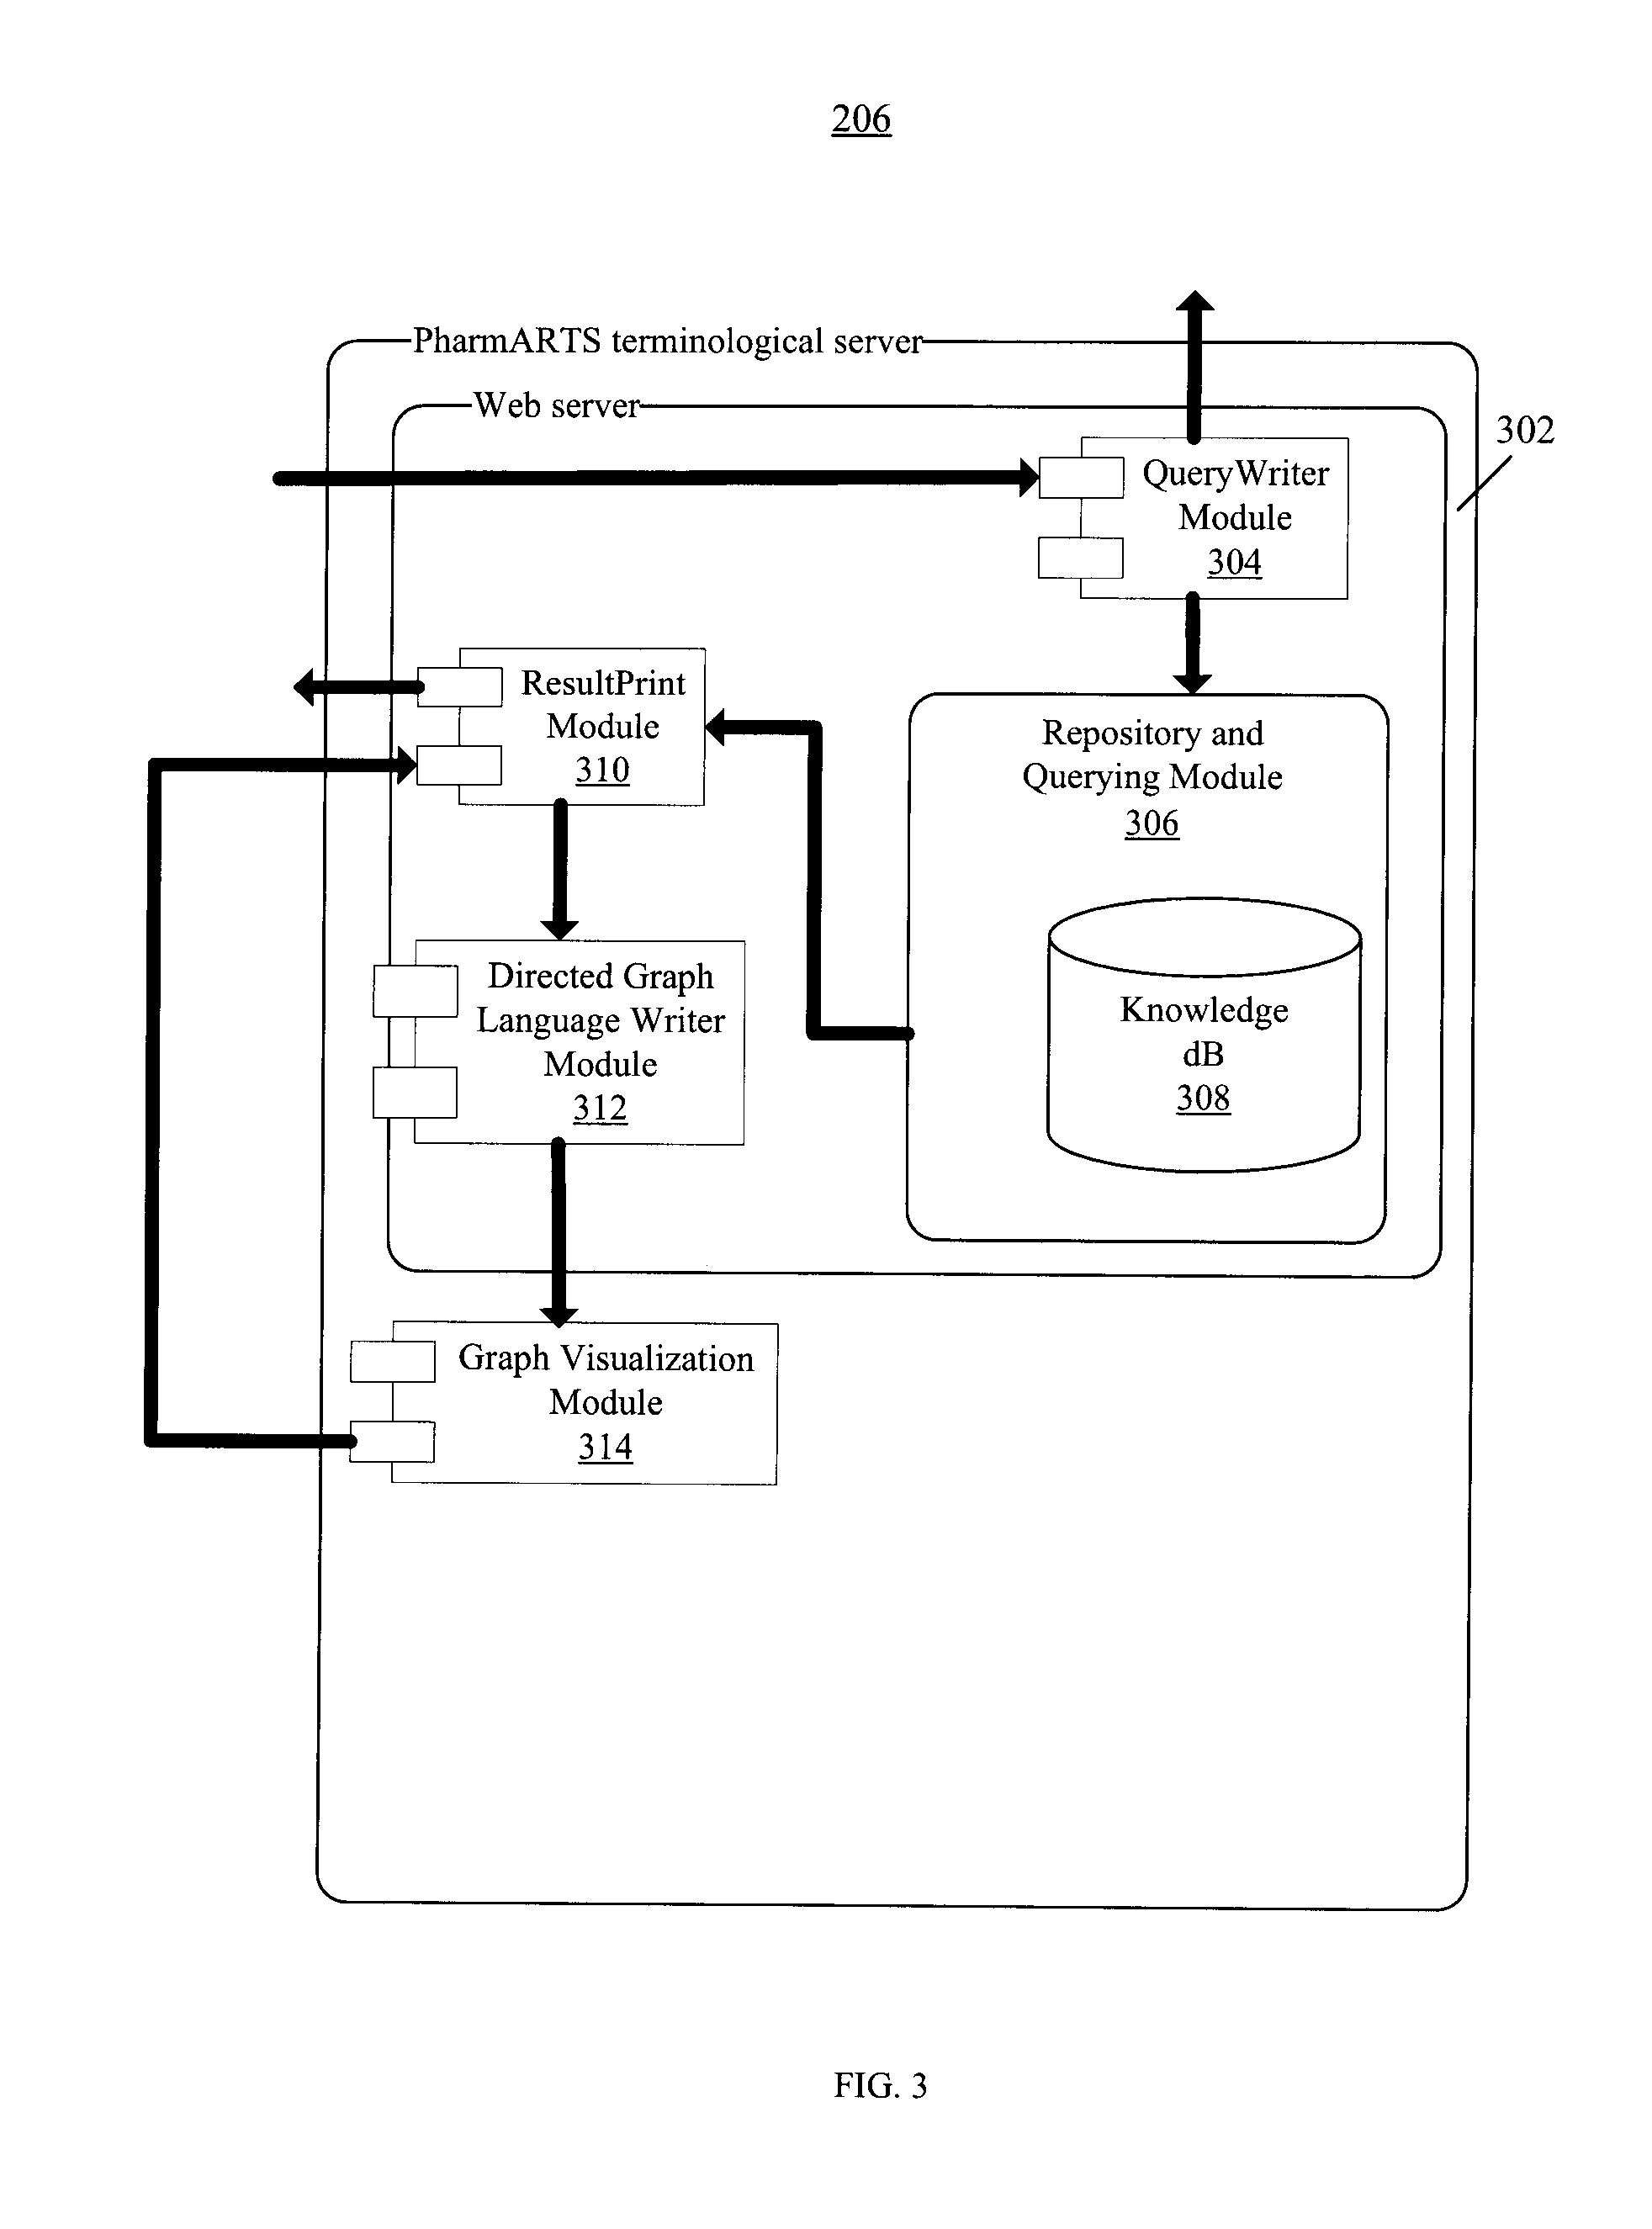 206
PharmARTS terminological server
Web server
302
QueryWriter
Module
304
ResultPrint
Module
310
Repository and
Querying Module
306
Directed Graph
Language Writer
Module
312
Knowledge
dB
308
Graph Visualization
Module
314
FIG. 3